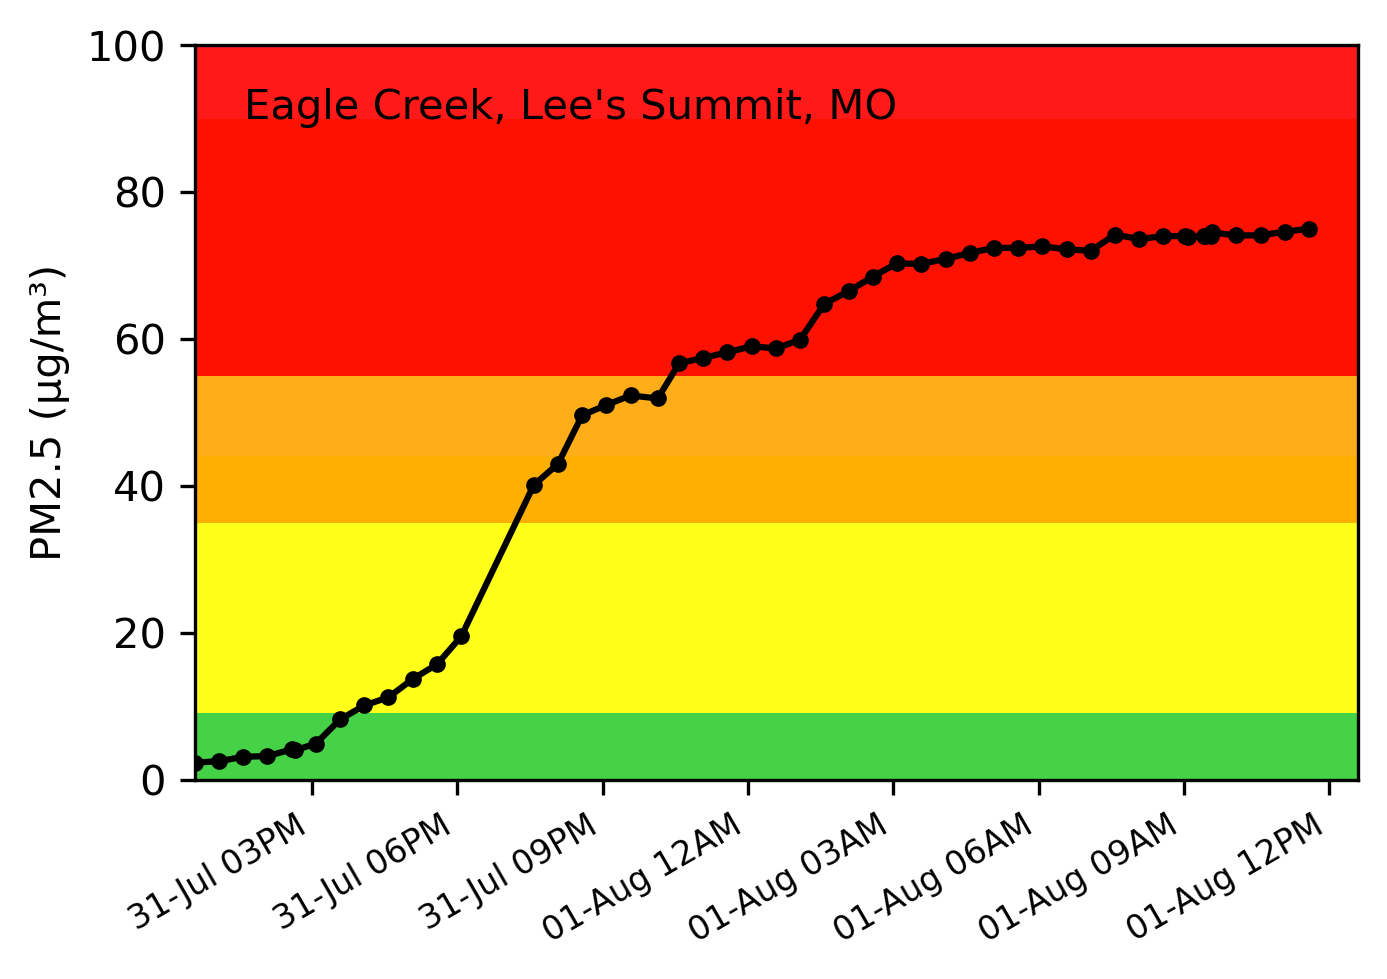 Eagle Creek, Lee's Summit, MO
PM2.5 (μg/m³)
100
80
60
40
20
0
31-Jul 03PM
31-Jul 06PM
31-Jul 09PM
01-Aug 12AM
01-Aug 03AM
01-Aug 06AM
01-Aug 09AM
01-Aug 12PM